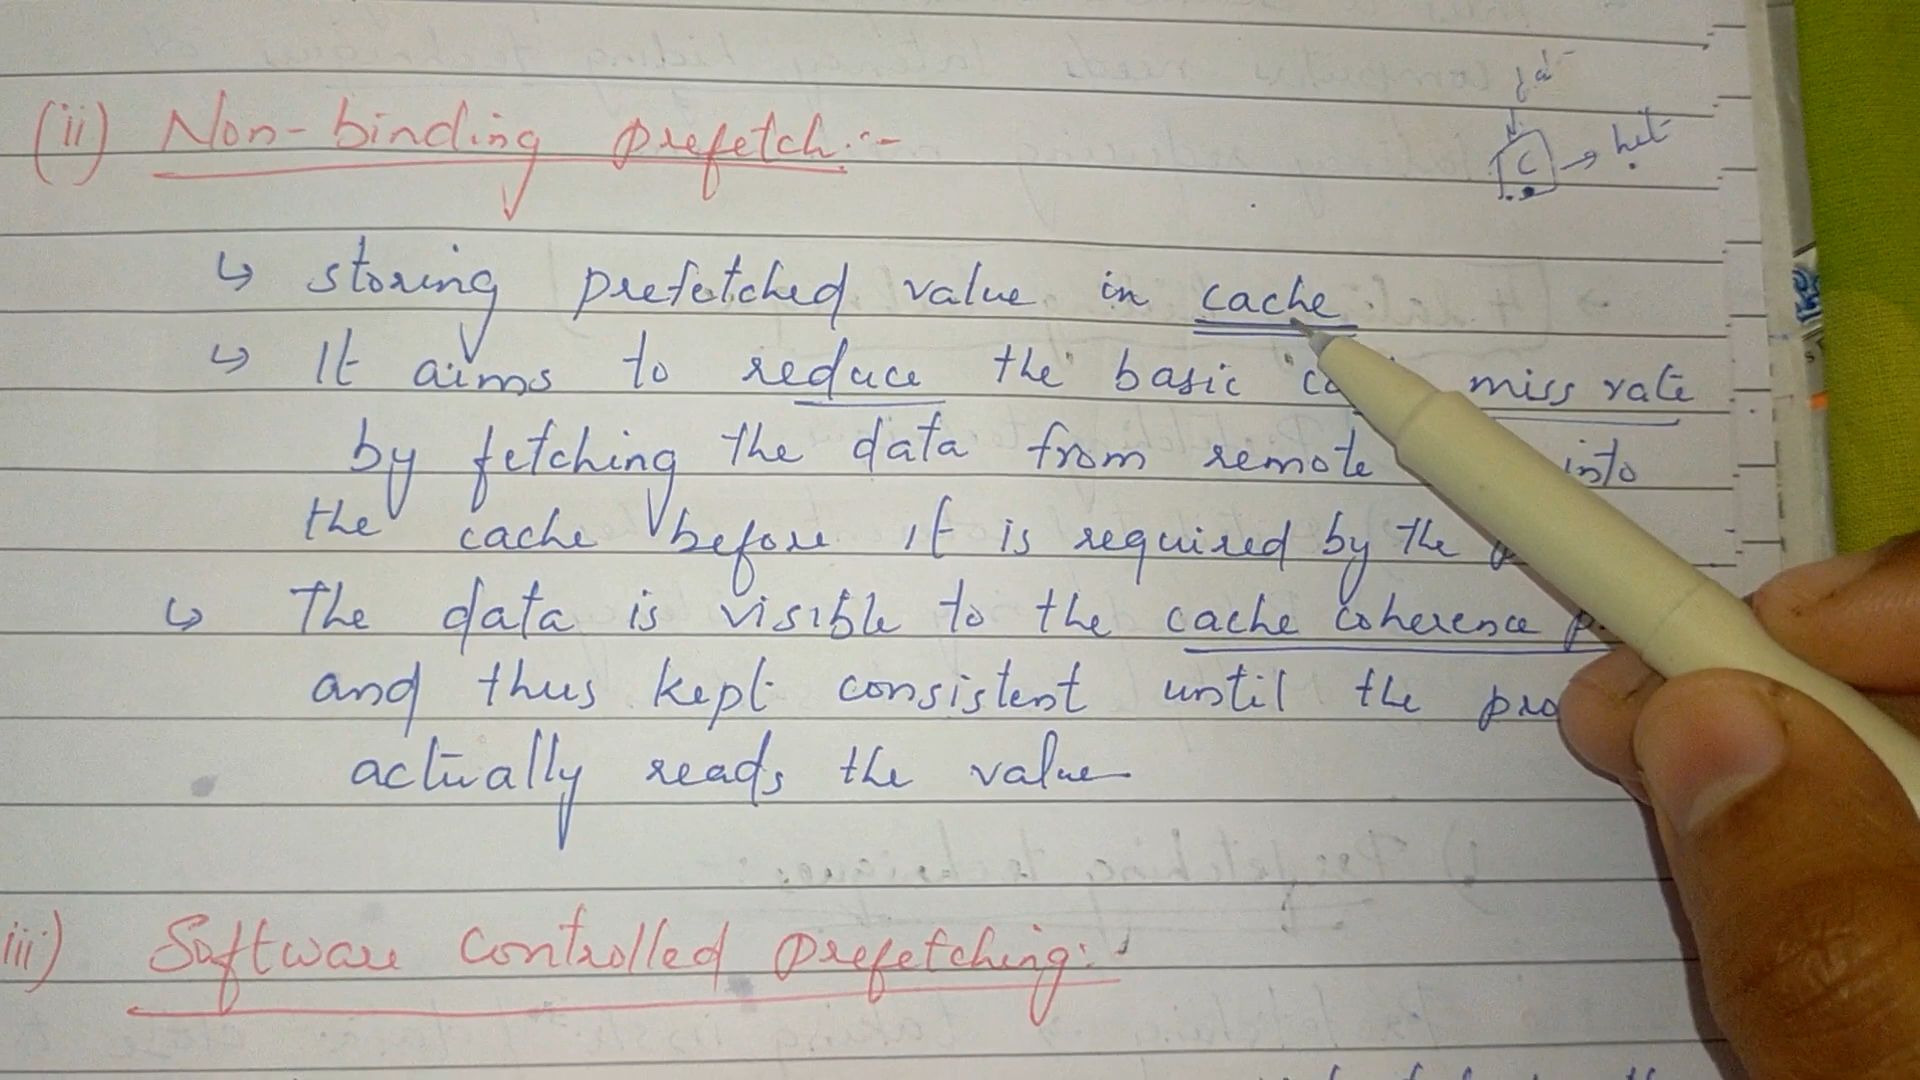 (ii) Non-binding prefetch :-
C → hit
↳ storing prefetched value in cache
↳ It aims to reduce the basic miss rate
by fetching the data from remote into
the cache before it is required by the
↳ The data is visible to the cache coherence
and thus kept consistent until the
actually reads the value
iii) Software controlled prefetching:-